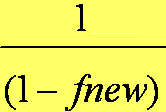 1
(1 – fnew)